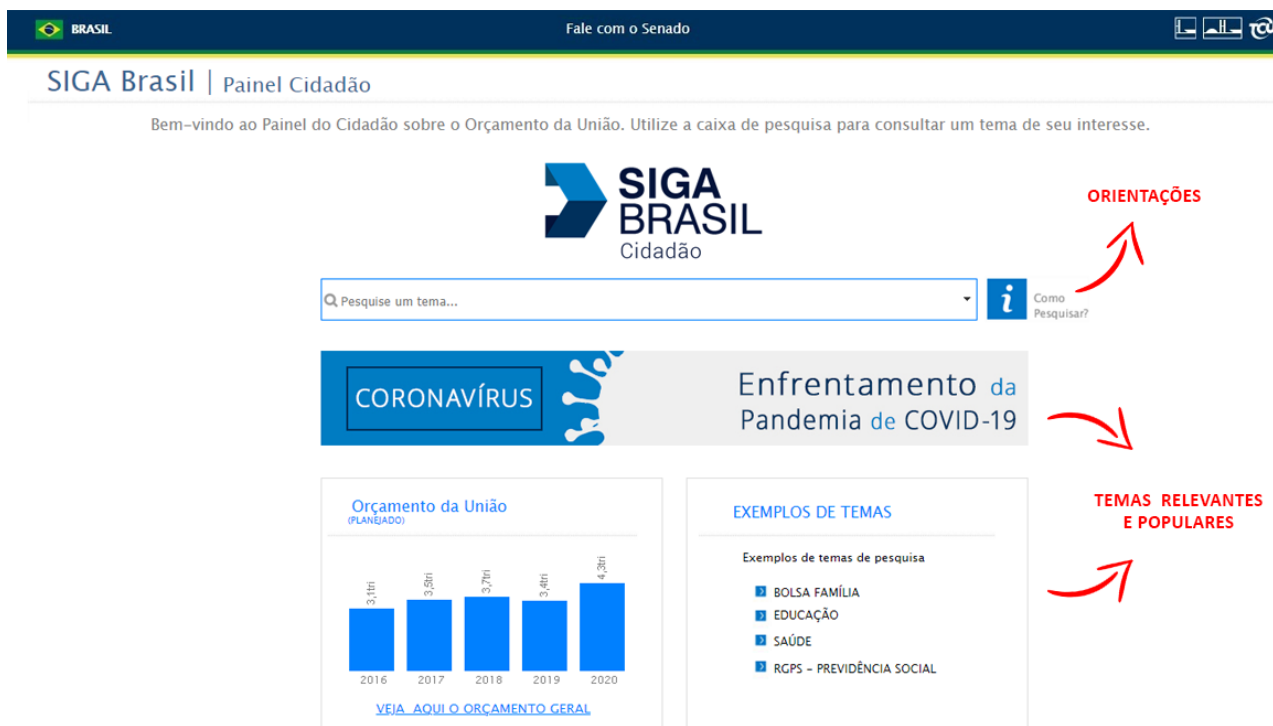 BRASIL
Fale com o Senado
TCU
SIGA Brasil | Painel Cidadão
Bem-vindo ao Painel do Cidadão sobre o Orçamento da União. Utilize a caixa de pesquisa para consultar um tema de seu interesse.
SIGA
BRASIL
Cidadão
ORIENTAÇÕES
Pesquise um tema...
i
Como
Pesquisar?
CORONAVÍRUS
Enfrentamento da
Pandemia de COVID-19
TEMAS RELEVANTES
E POPULARES
Orçamento da União
(PLANEJADO)
3,1tri
3,5tri
3,7tri
3,4tri
4,3tri
2016
2017
2018
2019
2020
VEJA AQUI O ORÇAMENTO GERAL
EXEMPLOS DE TEMAS
Exemplos de temas de pesquisa
BOLSA FAMÍLIA
EDUCAÇÃO
SAÚDE
RGPS – PREVIDÊNCIA SOCIAL